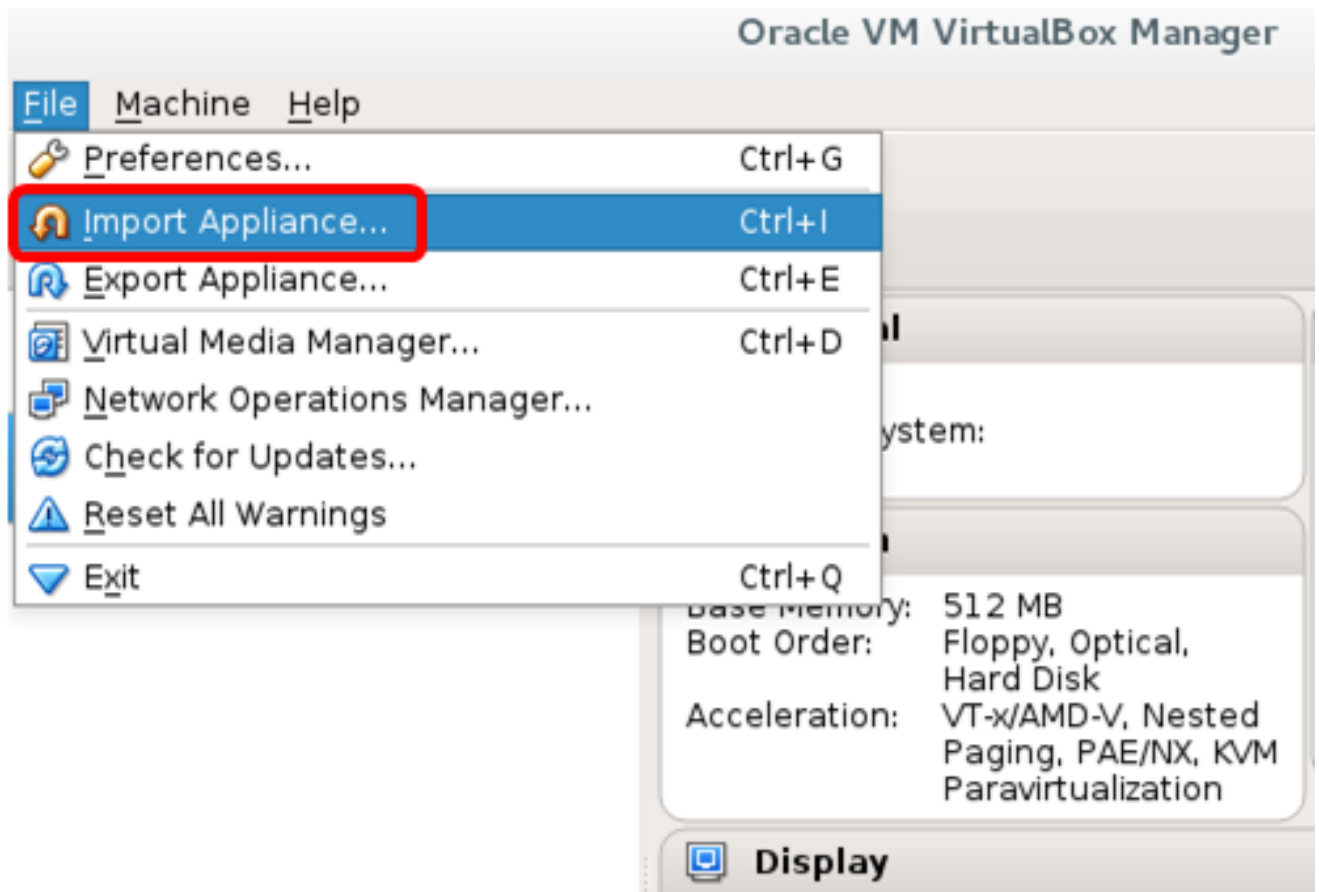 Oracle VM VirtualBox Manager
File Machine Help
Preferences... Ctrl+G
Import Appliance... Ctrl+I
Export Appliance... Ctrl+E
Virtual Media Manager... Ctrl+D
Network Operations Manager...
Check for Updates...
Reset All Warnings
Exit Ctrl+Q
Base Memory: 512 MB
Boot Order: Floppy, Optical,
Hard Disk
Acceleration: VT-x/AMD-V, Nested
Paging, PAE/NX, KVM
Paravirtualization
Display